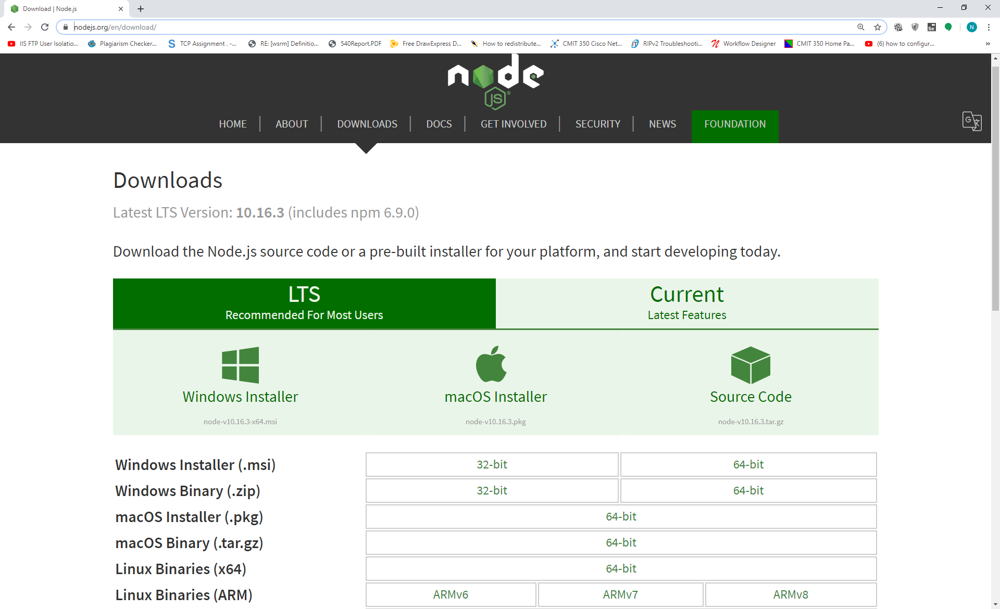 Download | Node.js
nodejs.org/en/download/
Se
N
IIS FTP User Isolatio...
Plagiarism Checker...
S TCP Assignment . -...
RE: [wsrm] Definitio...
540Report.PDF
Free DrawExpress D...
How to redistribute...
CMIT 350 Cisco Net...
RIPv2 Troubleshooti...
Workflow Designer
CMIT 350 Home Pa...
(6) how to configur...
»
node
JS®
HOME
ABOUT
DOWNLOADS
DOCS
GET INVOLVED
SECURITY
NEWS
FOUNDATION
G 文
Downloads
Latest LTS Version: 10.16.3 (includes npm 6.9.0)
Download the Node.js source code or a pre-built installer for your platform, and start developing today.
LTS
Recommended For Most Users
Current
Latest Features
Windows Installer
node-v10.16.3-x64.msi
macOS Installer
node-v10.16.3.pkg
Source Code
node-v10.16.3.tar.gz
Windows Installer (.msi) 32-bit 64-bit
Windows Binary (.zip) 32-bit 64-bit
macOS Installer (.pkg) 64-bit
macOS Binary (.tar.gz) 64-bit
Linux Binaries (x64) 64-bit
Linux Binaries (ARM) ARMv6 ARMv7 ARMv8